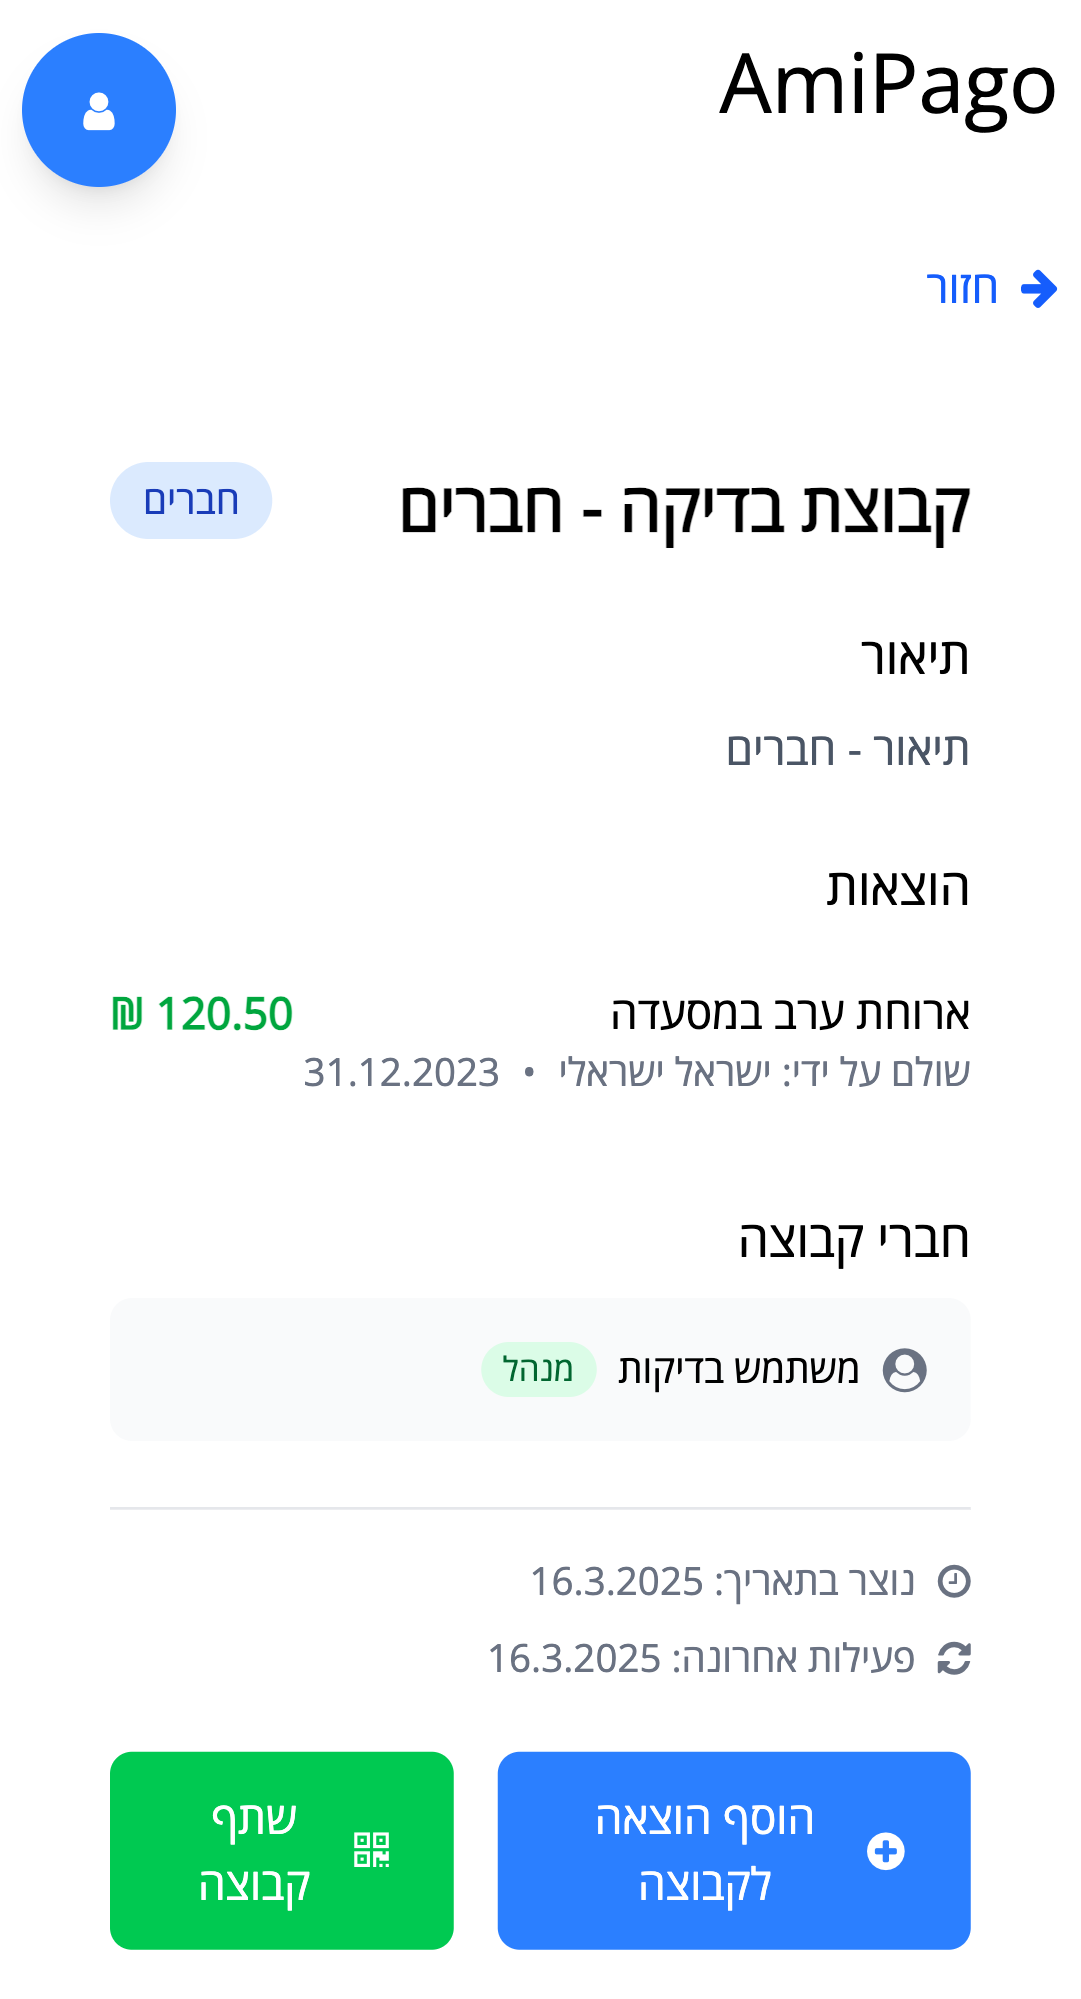 AmiPago
חזור
קבוצת בדיקה - חברים
חברים
תיאור
תיאור - חברים
הוצאות
ארוחת ערב במסעדה
120.50 ₪
שולם על ידי: ישראל ישראלי • 31.12.2023
חברי קבוצה
משתמש בדיקות מנהל
נוצר בתאריך: 16.3.2025
פעילות אחרונה: 16.3.2025
הוסף הוצאה
לקבוצה
שתף
קבוצה